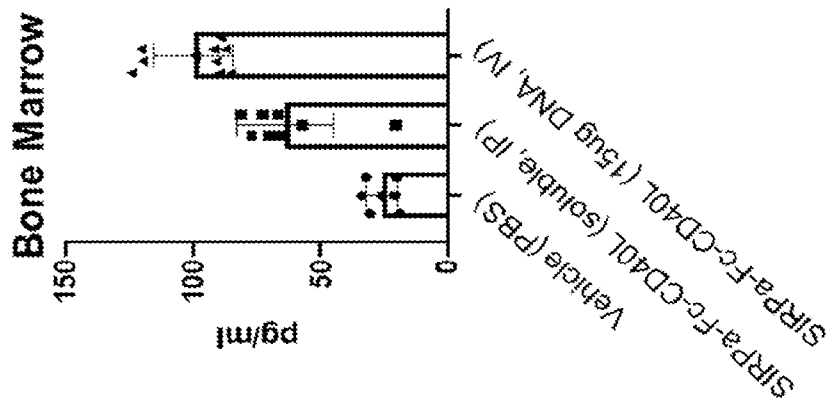 Bone Marrow
pg/ml
150
100
50
0
Vehicle (PBS)
SIRPa-Fc-CD40L (soluble, IP)
SIRPa-Fc-CD40L (15ug DNA, IV)